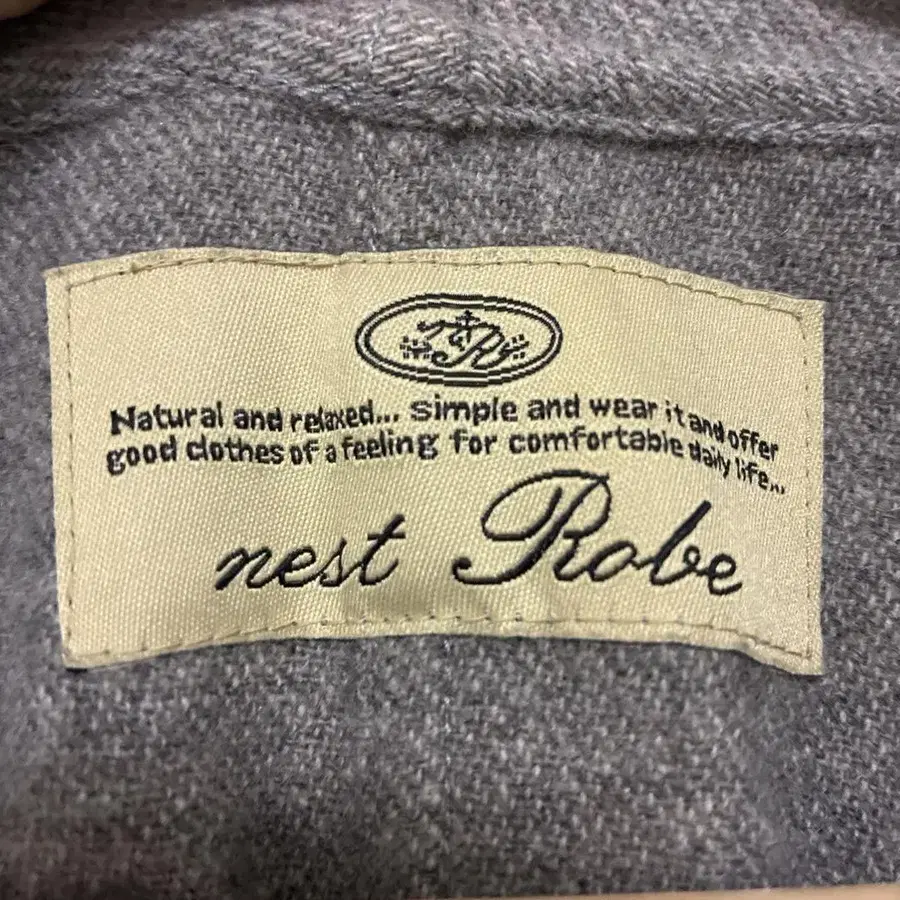 Natural and relaxed... simple and wear it and offer
good clothes of a feeling for comfortable daily life...
nest Robe